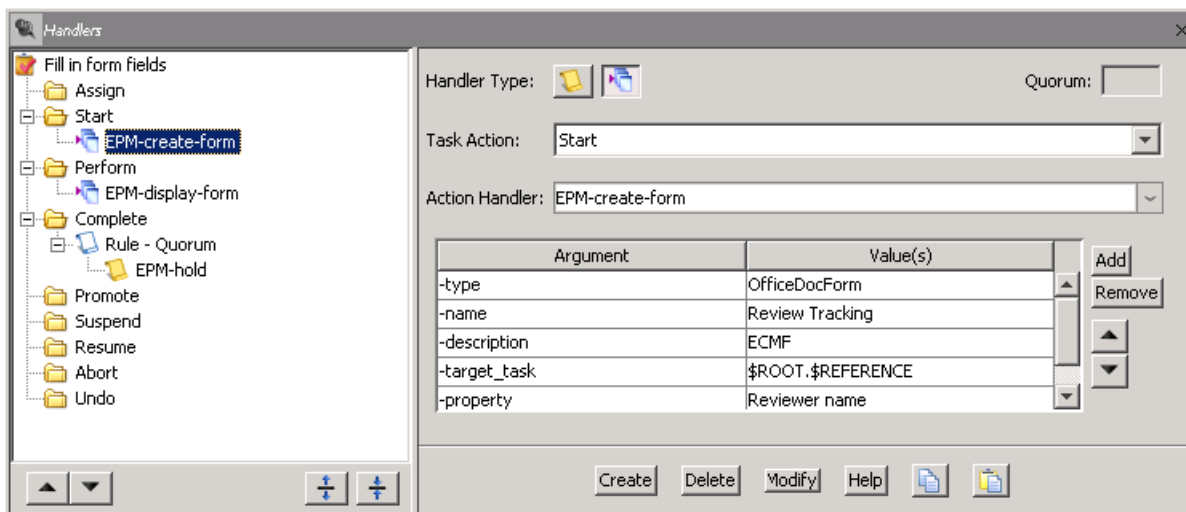 Handlers
Fill in form fields
Assign
Start
EPM-create-form
Perform
EPM-display-form
Complete
Rule - Quorum
EPM-hold
Promote
Suspend
Resume
Abort
Undo
Handler Type:
Quorum:
Task Action: Start
Action Handler: EPM-create-form
Argument Value(s)
-type OfficeDocForm
-name Review Tracking
-description ECMF
-target_task $ROOT.$REFERENCE
-property Reviewer name
Add
Remove
Create Delete Modify Help